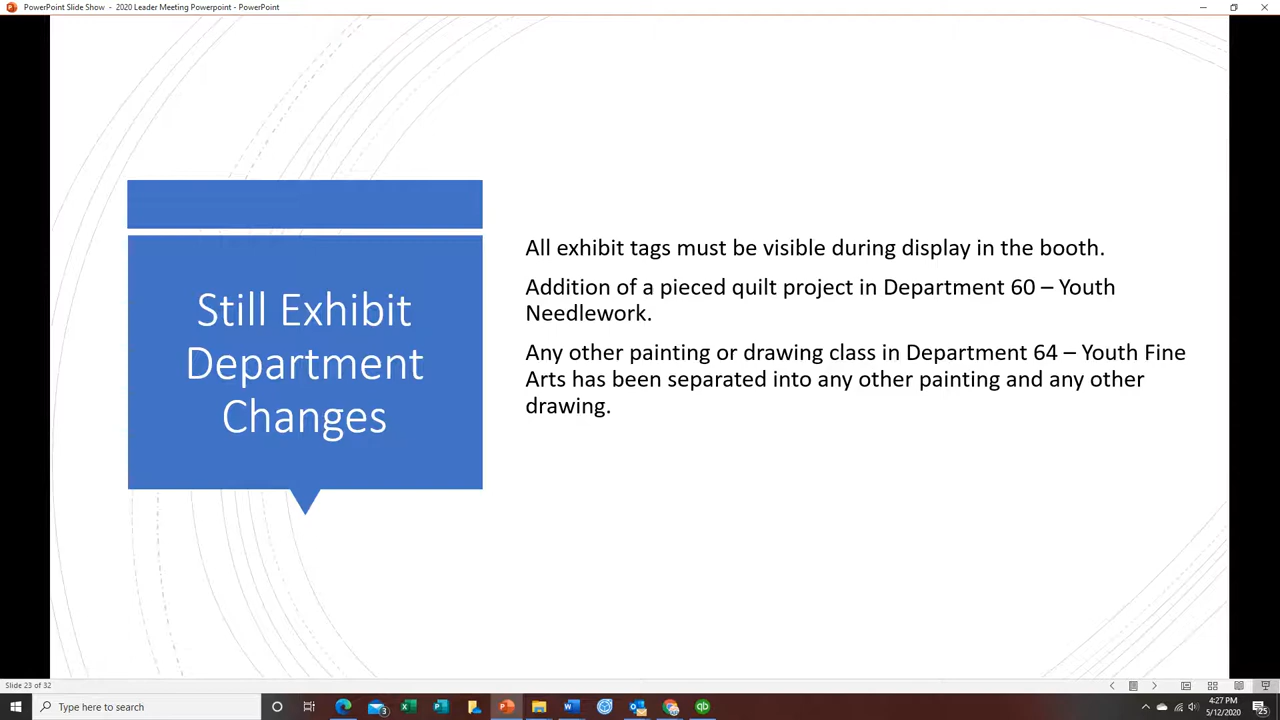 PowerPoint Slide Show - 2020 Leader Meeting Powerpoint - PowerPoint
Still Exhibit
Department
Changes
All exhibit tags must be visible during display in the booth.
Addition of a pieced quilt project in Department 60 – Youth
Needlework.
Any other painting or drawing class in Department 64 – Youth Fine
Arts has been separated into any other painting and any other
drawing.
Slide 23 of 32
Type here to search
3
4:27 PM
5/12/2020
25